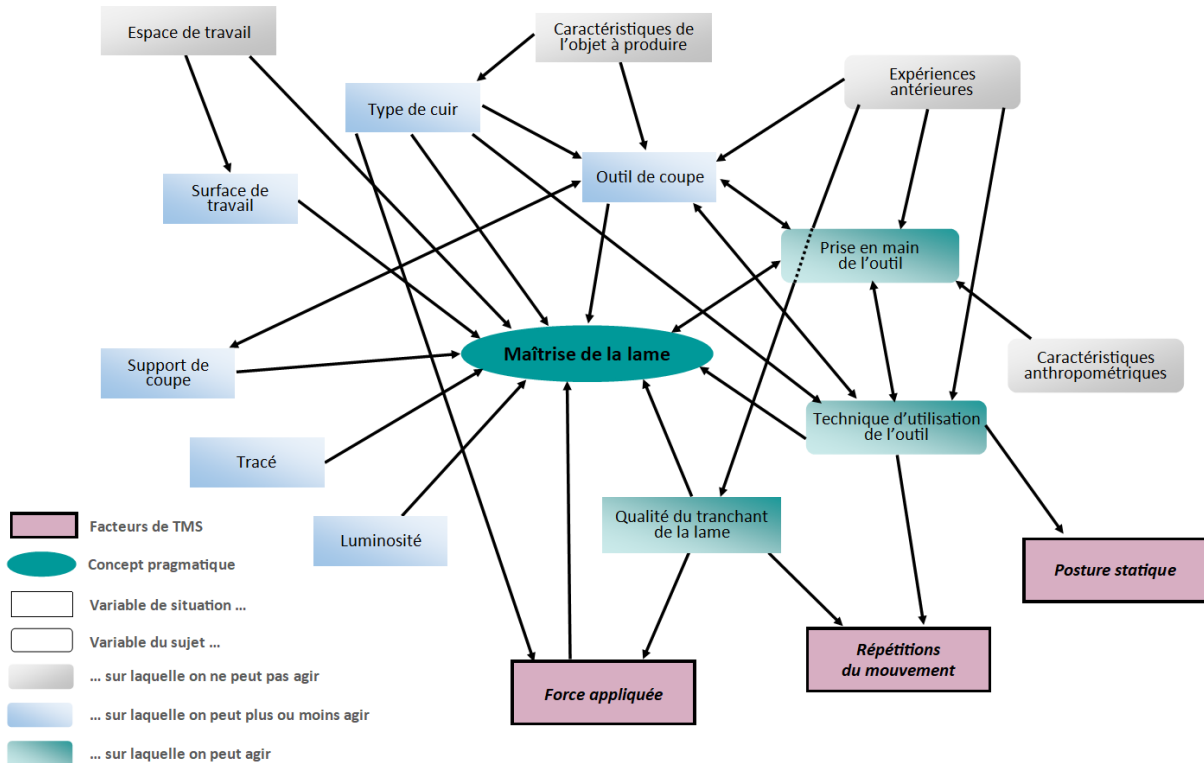 Espace de travail
Caractéristiques de
l’objet à produire
Expériences
antérieures
Type de cuir
Outil de coupe
Surface de
travail
Prise en main
de l’outil
Maîtrise de la lame
Support de
coupe
Caractéristiques
anthropométriques
Technique d’utilisation
de l’outil
Tracé
Qualité du tranchant
de la lame
Luminosité
Facteurs de TMS
Concept pragmatique
Variable de situation ...
Variable du sujet ...
... sur laquelle on ne peut pas agir
... sur laquelle on peut plus ou moins agir
... sur laquelle on peut agir
Posture statique
Répétitions
du mouvement
Force appliquée